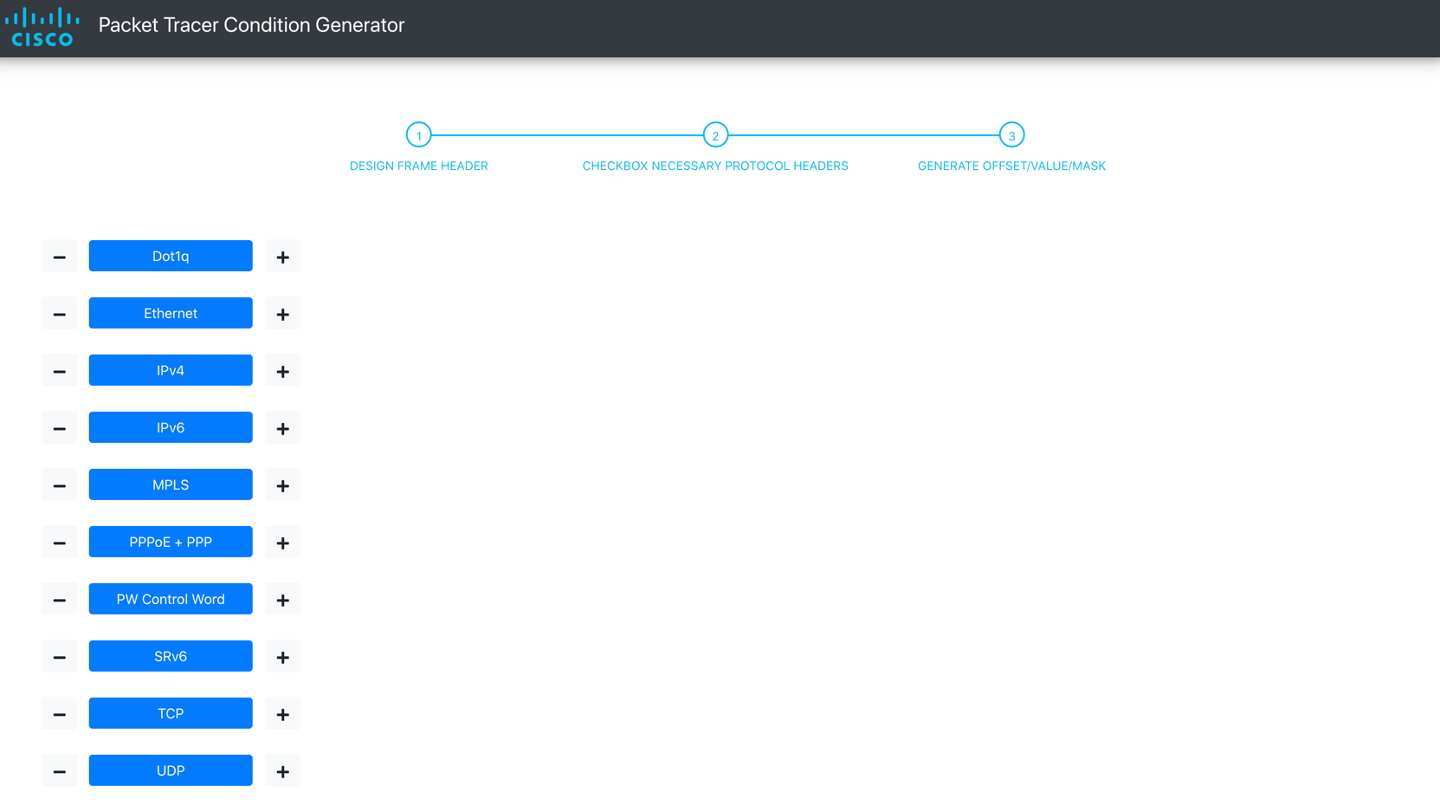 CISCO
Packet Tracer Condition Generator
1
2
3
DESIGN FRAME HEADER
CHECKBOX NECESSARY PROTOCOL HEADERS
GENERATE OFFSET/VALUE/MASK
Dot1q
Ethernet
IPv4
IPv6
MPLS
PPPoE + PPP
PW Control Word
SRv6
TCP
UDP